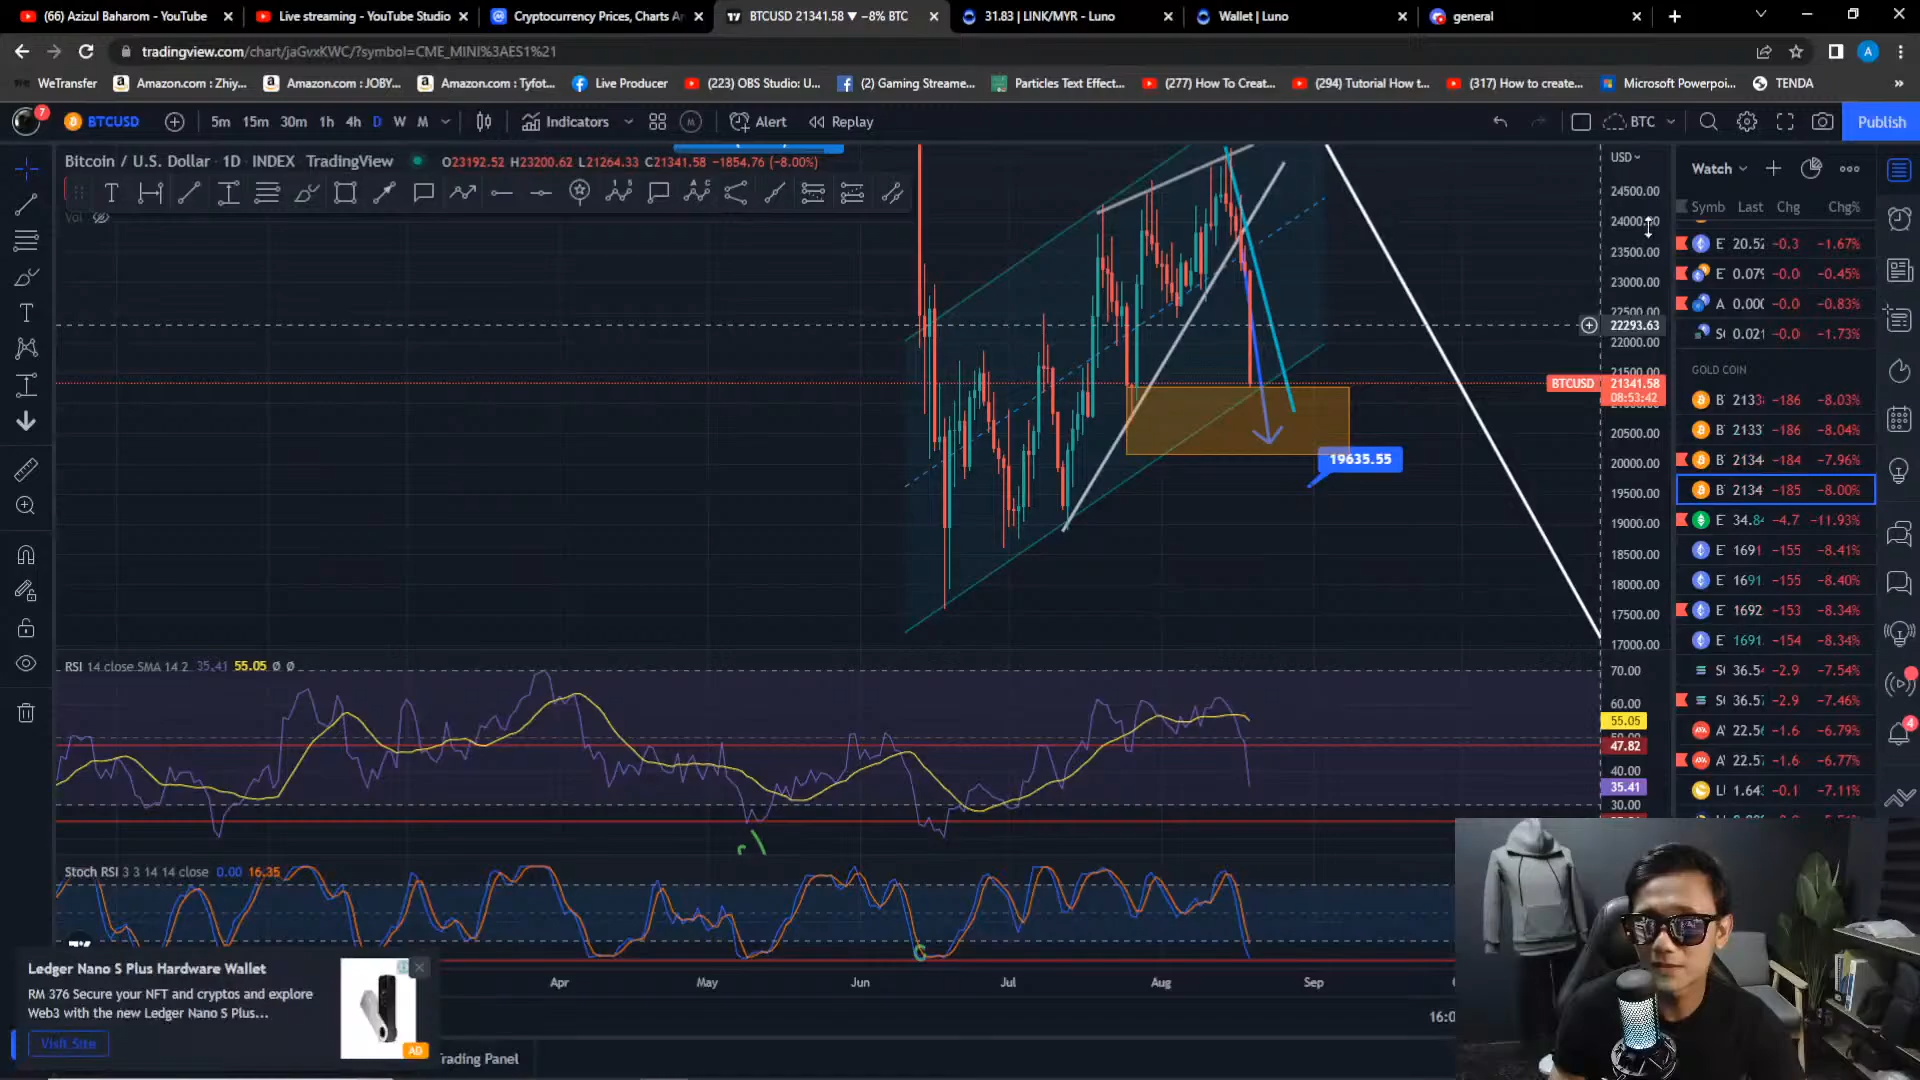 (66) Azizul Baharom - YouTube
Live streaming - YouTube Studio
Cryptocurrency Prices, Charts A
BTCUSD 21341.58 ▼ −8% BTC
31.83 | LINK/MYR - Luno
Wallet | Luno
general
tradingview.com/chart/jaGvxKWC/?symbol=CME_MINI%3AES1%21
A
WeTransfer
Amazon.com : Zhiy...
Amazon.com : JOBY...
Amazon.com : Tyfot...
Live Producer
(223) OBS Studio: U...
(2) Gaming Streame...
Particles Text Effect...
(277) How To Creat...
(294) Tutorial How t...
(317) How to create...
Microsoft Powerpoi...
TENDA
7
BTCUSD
5m 15m 30m 1h 4h D W M
Indicators
Alert
Replay
BTC
Publish
Bitcoin / U.S. Dollar · 1D · INDEX · TradingView
O23192.52 H23200.62 L21264.33 C21341.58 −1854.76 (−8.00%)
Vol
USD
24500.00
24000.00
23500.00
23000.00
22500.00
22293.63
22000.00
21500.00
BTCUSD 21341.58
08:53:42
20500.00
20000.00
19635.55
19500.00
19000.00
18500.00
18000.00
17500.00
17000.00
RSI 14 close SMA 14 2 35.41 55.05 Ø Ø
70.00
60.00
55.05
47.82
40.00
35.41
30.00
Stoch RSI 3 3 14 14 close 0.00 16.35
Apr
May
Jun
Jul
Aug
Sep
16:0
Trading Panel
Ledger Nano S Plus Hardware Wallet
RM 376 Secure your NFT and cryptos and explore
Web3 with the new Ledger Nano S Plus...
Visit Site
AD
Watch
Symb Last Chg Chg%
E 20.52 −0.3 −1.67%
E 0.079 −0.0 −0.45%
A 0.000 −0.0 −0.83%
0.021 −0.0 −1.73%
GOLD COIN
B 2133 −186 −8.03%
B 2133 −186 −8.04%
B 2134 −184 −7.96%
B 2134 −185 −8.00%
E 34.84 −4.7 −11.93%
E 1691 −155 −8.41%
E 1691 −155 −8.40%
E 1692 −153 −8.34%
E 1691 −154 −8.34%
36.54 −2.9 −7.54%
36.57 −2.9 −7.46%
22.56 −1.6 −6.79%
22.57 −1.6 −6.77%
1.64 −0.1 −7.11%
4